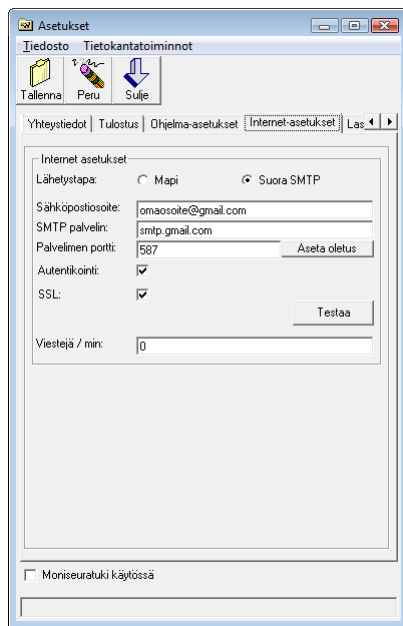 Asetukset
Tiedosto Tietokantatoiminnot
Tallenna Peru Sulje
Yhteystiedot Tulostus Ohjelma-asetukset Internet-asetukset Las
Internet asetukset
Lähetystapa: Mapi Suora SMTP
Sähköpostiosoite: omaosoite@gmail.com
SMTP palvelin: smtp.gmail.com
Palvelimen portti: 587 Aseta oletus
Autentikointi:
SSL:
Testaa
Viestejä / min: 0
Moniseuratuki käytössä